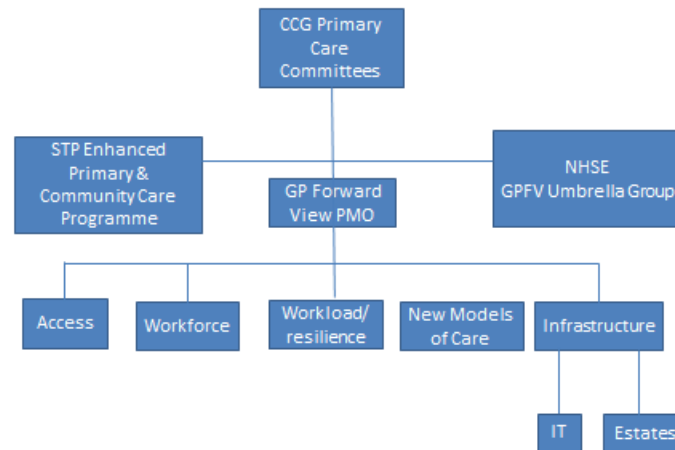 CCG Primary
Care
Committees
STP Enhanced
Primary &
Community Care
Programme
NHSE
GPFV Umbrella Group
GP Forward
View PMO
Access
Workforce
Workload/
resilience
New Models
of Care
Infrastructure
IT
Estates